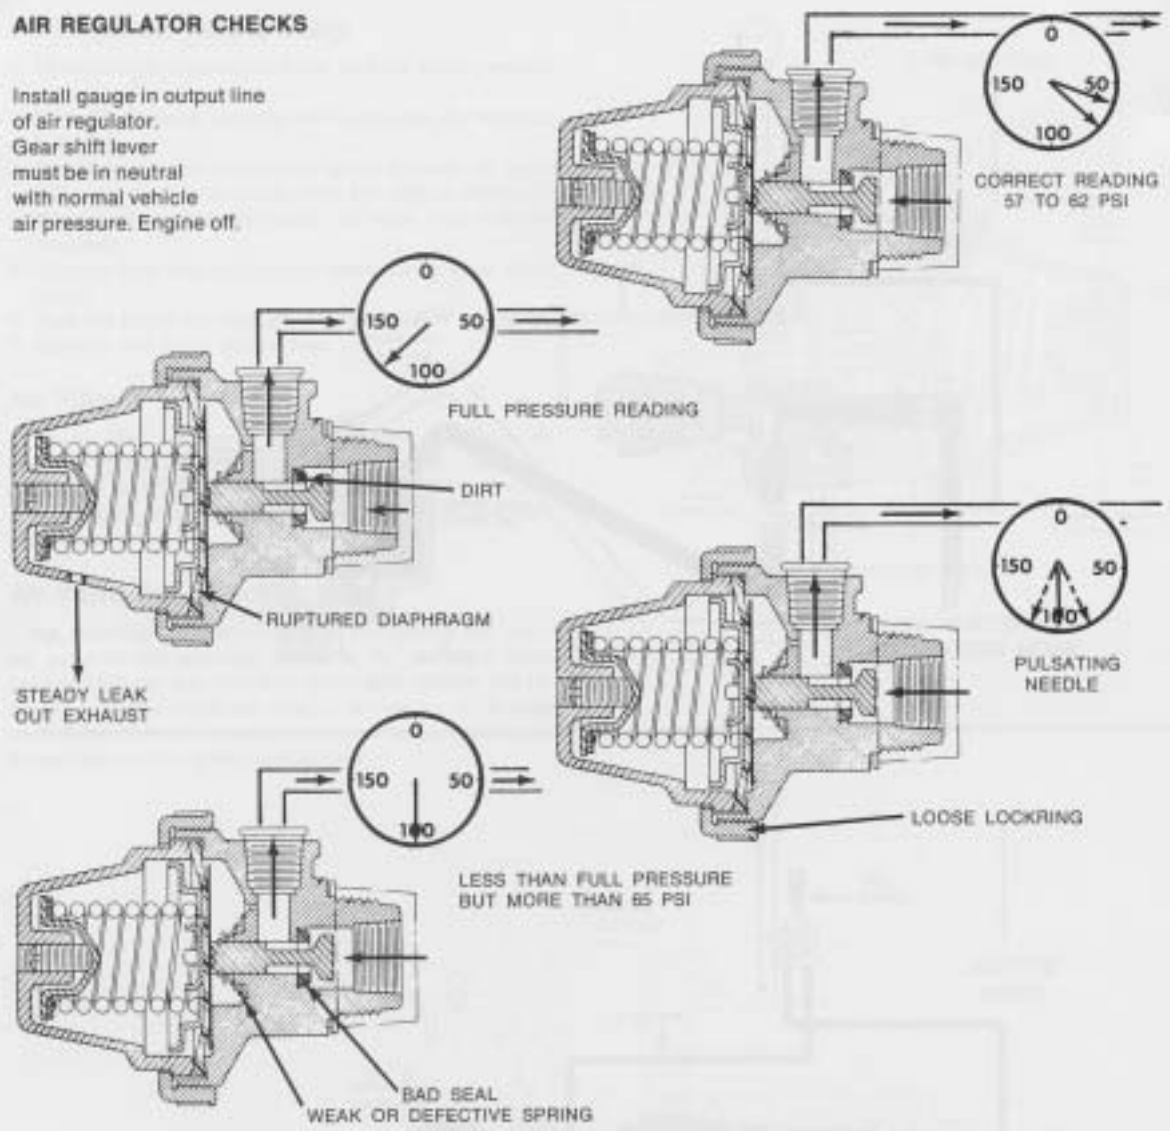 AIR REGULATOR CHECKS
Install gauge in output line
of air regulator.
Gear shift lever
must be in neutral
with normal vehicle
air pressure. Engine off.
0
150
50
100
CORRECT READING
57 TO 62 PSI
0
150
50
100
FULL PRESSURE READING
DIRT
RUPTURED DIAPHRAGM
STEADY LEAK
OUT EXHAUST
0
150
50
100
PULSATING
NEEDLE
LOOSE LOCKRING
0
150
50
100
LESS THAN FULL PRESSURE
BUT MORE THAN 65 PSI
BAD SEAL
WEAK OR DEFECTIVE SPRING